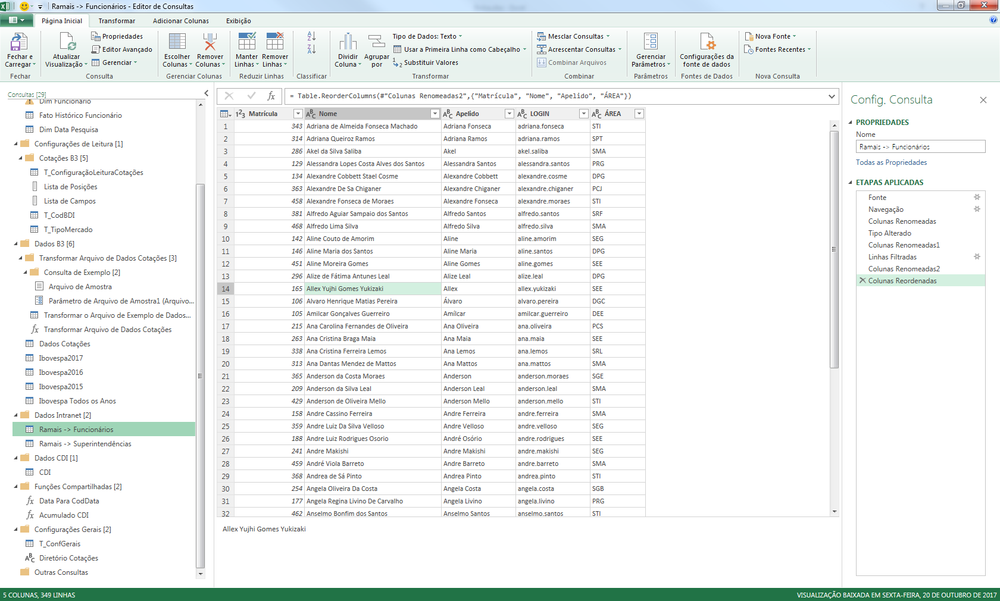 Ramais -> Funcionários - Editor de Consultas
Página Inicial Transformar Adicionar Colunas Exibição
Fechar e Carregar
Fechar
Atualizar Visualização
Propriedades
Editor Avançado
Gerenciar
Consulta
Escolher Colunas
Remover Colunas
Gerenciar Colunas
Manter Linhas
Remover Linhas
Reduzir Linhas
Classificar
Dividir Coluna
Agrupar por
Tipo de Dados: Texto
Usar a Primeira Linha como Cabeçalho
Substituir Valores
Transformar
Mesclar Consultas
Acrescentar Consultas
Combinar Arquivos
Combinar
Gerenciar Parâmetros
Parâmetros
Configurações da fonte de dados
Fontes de Dados
Nova Fonte
Fontes Recentes
Nova Consulta
Consultas [29]
Dim Funcionário
Fato Histórico Funcionário
Dim Data Pesquisa
Configurações de Leitura [1]
Cotações B3 [5]
T_ConfiguraçãoLeituraCotações
Lista de Posições
Lista de Campos
T_CodBDI
T_TipoMercado
Dados B3 [6]
Transformar Arquivo de Dados Cotações [3]
Consulta de Exemplo [2]
Arquivo de Amostra
Parâmetro de Arquivo de Amostra1 (Arquivo...
Transformar o Arquivo de Exemplo de Dados...
fx Transformar Arquivo de Dados Cotações
Dados Cotações
Ibovespa2017
Ibovespa2016
Ibovespa2015
Ibovespa Todos os Anos
Dados Intranet [2]
Ramais -> Funcionários
Ramais -> Superintendências
Dados CDI [1]
CDI
Funções Compartilhadas [2]
fx Data Para CodData
fx Acumulado CDI
Configurações Gerais [2]
T_ConfGerais
ABC Diretório Cotações
Outras Consultas
fx = Table.ReorderColumns(#"Colunas Renomeadas2",{"Matrícula", "Nome", "Apelido", "ÁREA"})
123 Matrícula ABC Nome ABC Apelido ABC LOGIN ABC ÁREA
1 343 Adriana de Almeida Fonseca Machado Adriana Fonseca adriana.fonseca STI
2 314 Adriana Queiroz Ramos Adriana Ramos adriana.ramos SPT
3 286 Akel da Silva Saliba Akel akel.saliba SMA
4 129 Alessandra Lopes Costa Alves dos Santos Alessandra Santos alessandra.santos PRG
5 134 Alexandre Cobbett Stael Cosme Alexandre Cobbett alexandre.cosme DPG
6 363 Alexandre De Sa Chiganer Alexandre Chiganer alexandre.chiganer PCJ
7 458 Alexandre Fonseca de Moraes Alexandre Fonseca alexandre.moraes STI
8 381 Alfredo Aguiar Sampaio dos Santos Alfredo Santos alfredo.santos SRF
9 468 Alfredo Lima Silva Alfredo Silva alfredo.silva SMA
10 142 Aline Couto de Amorim Aline aline.amorim SEG
11 146 Aline Maria dos Santos Aline Maria aline.santos DPG
12 451 Aline Moreira Gomes Aline Gomes aline.gomes SEE
13 296 Alize de Fátima Antunes Leal Alize Leal alize.leal DPG
14 165 Allex Yujhi Gomes Yukizaki Allex allex.yukizaki SEE
15 106 Alvaro Henrique Matias Pereira Álvaro alvaro.pereira DGC
16 105 Amilcar Gonçalves Guerreiro Amílcar amilcar.guerreiro DEE
17 215 Ana Carolina Fernandes de Oliveira Ana Oliveira ana.oliveira PCS
18 263 Ana Cristina Braga Maia Ana Maia ana.maia SEE
19 338 Ana Cristina Ferreira Lemos Ana Lemos ana.lemos SRL
20 313 Ana Dantas Mendez de Mattos Ana Mattos ana.mattos SMA
21 365 Anderson da Costa Moraes Anderson anderson.moraes SGE
22 209 Anderson da Silva Leal Anderson Leal anderson.leal SMA
23 429 Anderson de Oliveira Mello Anderson Mello anderson.mello STI
24 158 Andre Cassino Ferreira Andre Ferreira andre.ferreira SMA
25 359 Andre Luiz Da Silva Velloso Andre Velloso andre.velloso SEG
26 188 Andre Luiz Rodrigues Osorio André Osório andre.rodrigues SEE
27 241 Andre Makishi Andre Makishi andre.makishi SEG
28 459 André Viola Barreto Andre Barreto andre.barreto SMA
29 368 Andrea de Sá Pinto Andrea Pinto andrea.pinto STI
30 254 Angela Oliveira Da Costa Angela Costa angela.costa SGB
31 177 Angela Regina Livino De Carvalho Angela Livino angela.livino PRG
32 462 Anselmo Bonfim dos Santos Anselmo Santos anselmo.santos STI
Allex Yujhi Gomes Yukizaki
Config. Consulta
PROPRIEDADES
Nome
Ramais -> Funcionários
Todas as Propriedades
ETAPAS APLICADAS
Fonte
Navegação
Colunas Renomeadas
Tipo Alterado
Colunas Renomeadas1
Linhas Filtradas
Colunas Renomeadas2
Colunas Reordenadas
5 COLUNAS, 349 LINHAS
VISUALIZAÇÃO BAIXADA EM SEXTA-FEIRA, 20 DE OUTUBRO DE 2017